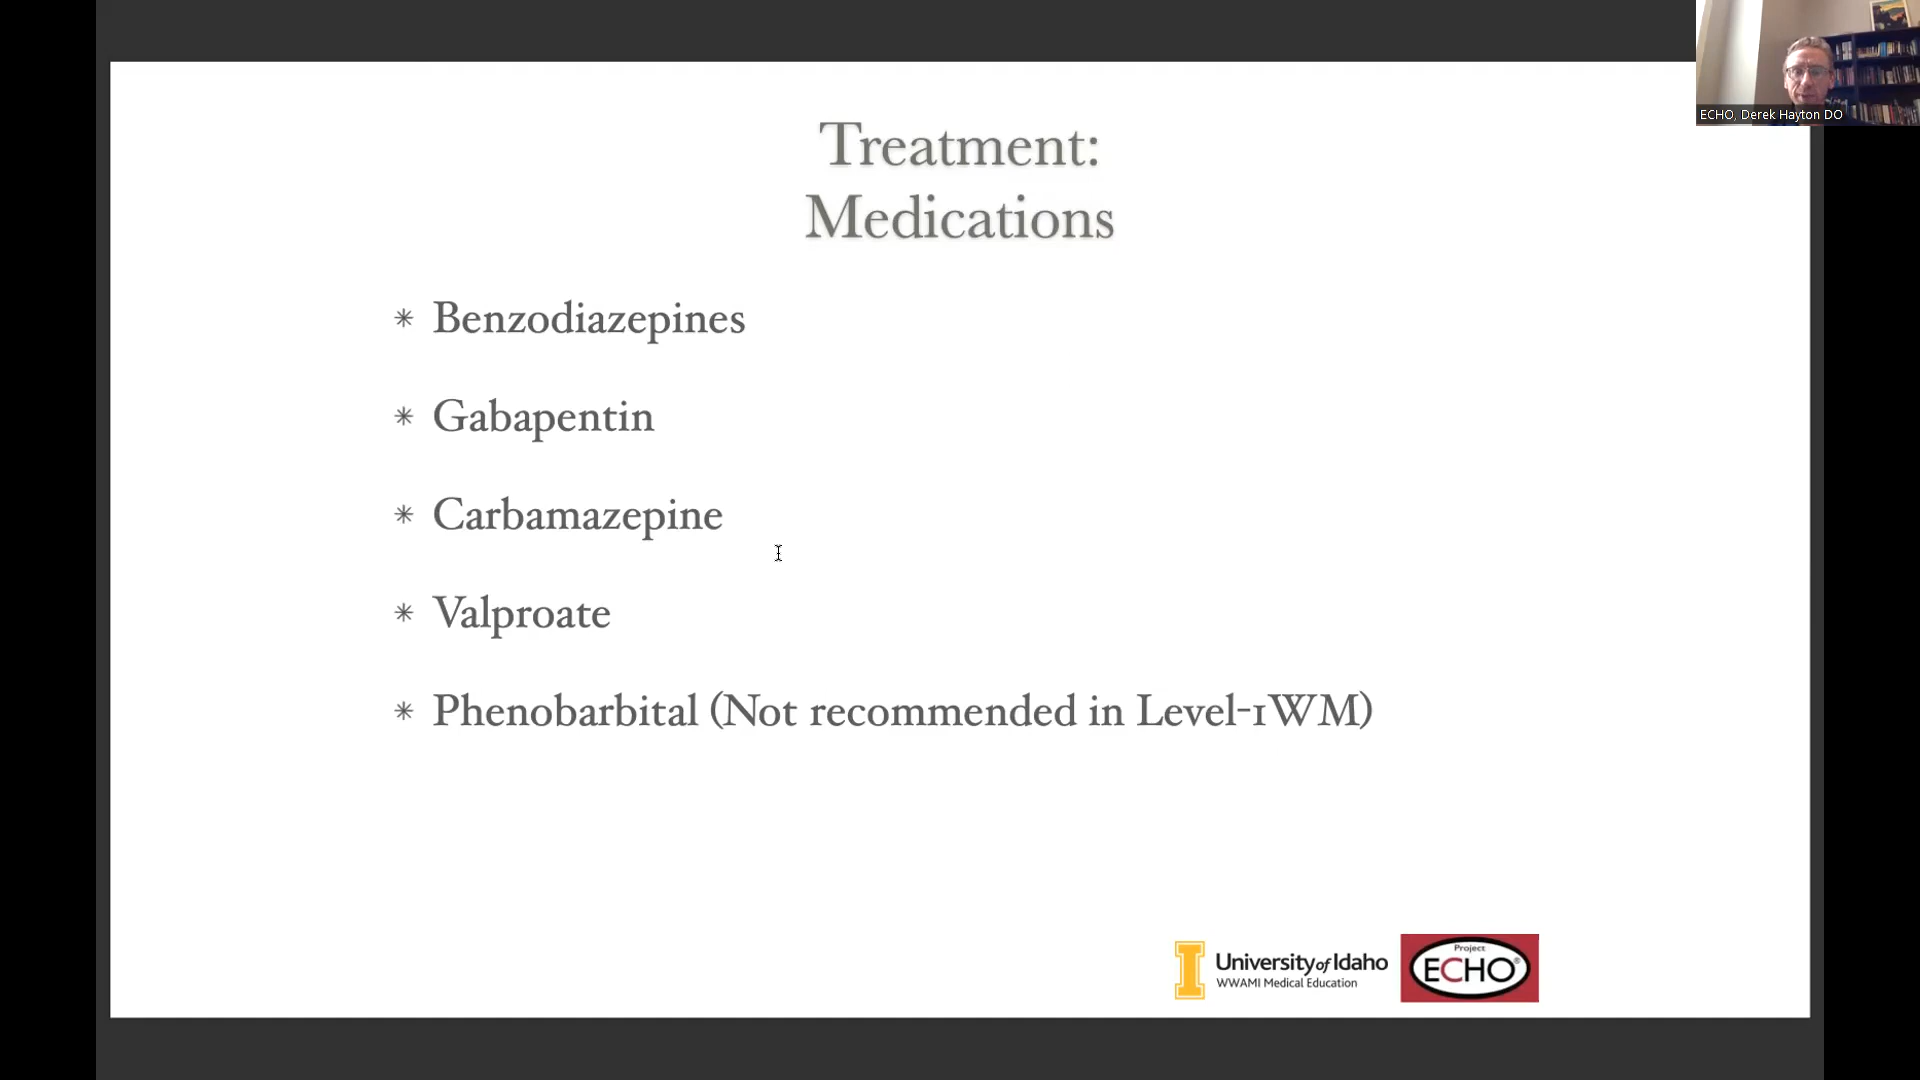 ECHO, Derek Hayton DO
Treatment:
Medications
Benzodiazepines
Gabapentin
Carbamazepine
Valproate
Phenobarbital (Not recommended in Level-1WM)
University of Idaho
WWAMI Medical Education
Project
ECHO®